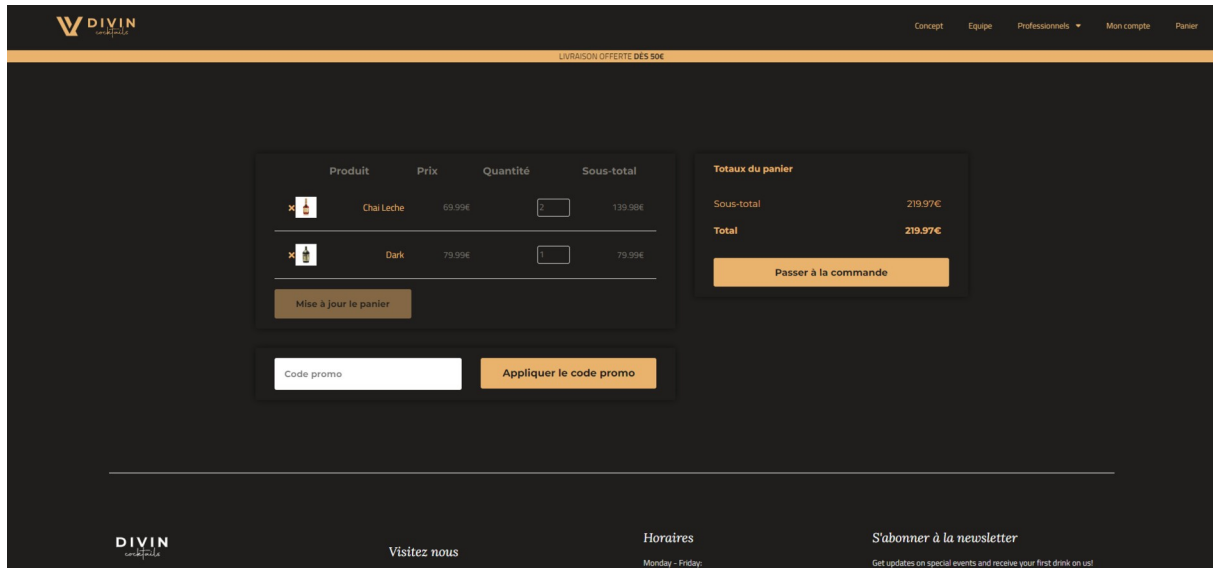 DIVIN
cocktails
Concept Equipe Professionnels Mon compte Panier
LIVRAISON OFFERTE DÈS 50€
Produit Prix Quantité Sous-total
Chai Leche 69.99€ 2 139.98€
Dark 79.99€ 1 79.99€
Mise à jour le panier
Code promo Appliquer le code promo
Totaux du panier
Sous-total 219.97€
Total 219.97€
Passer à la commande
DIVIN
cocktails
Visitez nous
Horaires
Monday - Friday:
S'abonner à la newsletter
Get updates on special events and receive your first drink on us!